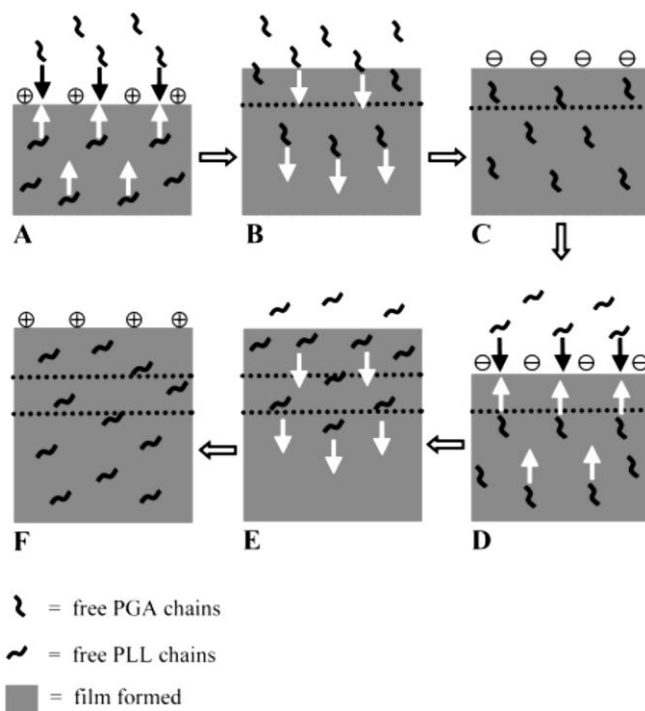 A
B
C
F
E
D
= free PGA chains
= free PLL chains
= film formed